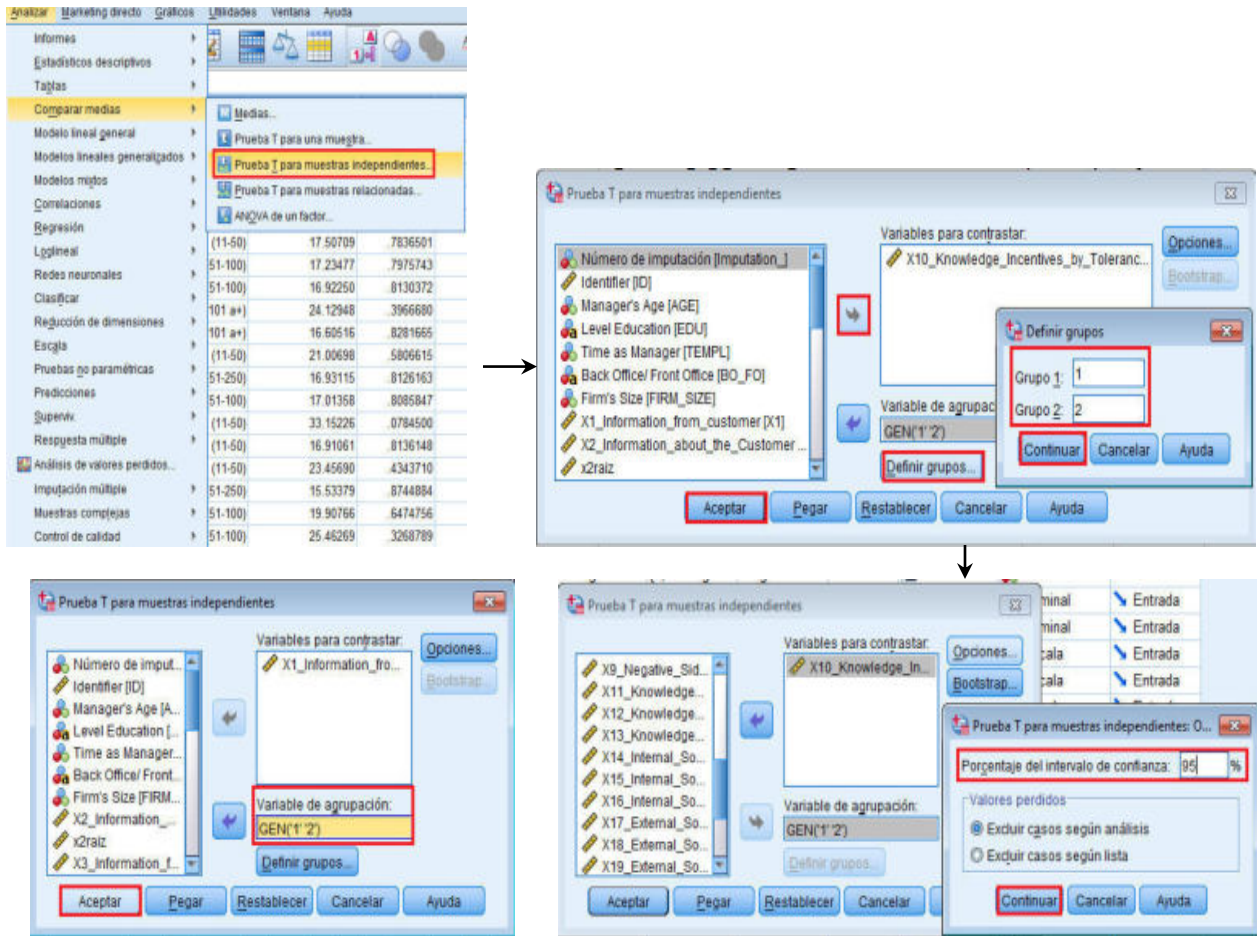 Analizar Marketing directo Gráficos Utilidades Ventana Ayuda
Informes
Estadísticos descriptivos
Tablas
Comparar medias
Modelo lineal general
Modelos lineales generalizados
Modelos mixtos
Correlaciones
Regresión
Loglineal
Redes neuronales
Clasificar
Reducción de dimensiones
Escala
Pruebas no paramétricas
Predicciones
Superviv.
Respuesta múltiple
Análisis de valores perdidos...
Imputación múltiple
Muestras complejas
Control de calidad
Medias...
Prueba T para una muestra...
Prueba T para muestras independientes...
Prueba T para muestras relacionadas...
ANOVA de un factor...
(11-50) 17.50709 .7836501
51-100) 17.23477 .7975743
51-100) 16.92250 .8130372
101 a+) 24.12948 .3966680
101 a+) 16.60516 .8281665
(11-50) 21.00698 .5806615
51-250) 16.93115 .8126163
51-100) 17.01358 .8085847
(11-50) 33.15226 .0784500
(11-50) 16.91061 .8136148
(11-50) 23.45690 .4343710
51-250) 15.53379 .8744884
51-100) 19.90766 .6474756
51-100) 25.46269 .3268789
Prueba T para muestras independientes
Número de imputación [Imputation_]
Identifier [ID]
Manager's Age [AGE]
Level Education [EDU]
Time as Manager [TEMPL]
Back Office/ Front Office [BO_FO]
Firm's Size [FIRM_SIZE]
X1_Information_from_customer [X1]
X2_Information_about_the_Customer ...
x2raiz
Variables para contrastar:
X10_Knowledge_Incentives_by_Toleranc...
Opciones...
Bootstrap...
Variable de agrupac
GEN('1' '2')
Definir grupos...
Aceptar Pegar Restablecer Cancelar Ayuda
Definir grupos
Grupo 1: 1
Grupo 2: 2
Continuar Cancelar Ayuda
Prueba T para muestras independientes
Número de imput...
Identifier [ID]
Manager's Age [A...
Level Education [...
Time as Manager...
Back Office/ Front...
Firm's Size [FIRM...
X2_Information_...
x2raiz
X3_Information_f...
Variables para contrastar:
X1_Information_fro...
Opciones...
Bootstrap...
Variable de agrupación:
GEN('1' '2')
Definir grupos...
Aceptar Pegar Restablecer Cancelar Ayuda
Prueba T para muestras independientes
X9_Negative_Sid...
X11_Knowledge...
X12_Knowledge...
X13_Knowledge...
X14_Internal_So...
X15_Internal_So...
X16_Internal_So...
X17_External_So...
X18_External_So...
X19_External_So...
Variables para contrastar:
X10_Knowledge_In...
Opciones...
Bootstrap...
Variable de agrupación:
GEN('1' '2')
Definir grupos...
Aceptar Pegar Restablecer Cancelar
minal Entrada
minal Entrada
cala Entrada
cala Entrada
Prueba T para muestras independientes: O...
Porcentaje del intervalo de confianza: 95 %
Valores perdidos
Excluir casos según análisis
Excluir casos según lista
Continuar Cancelar Ayuda